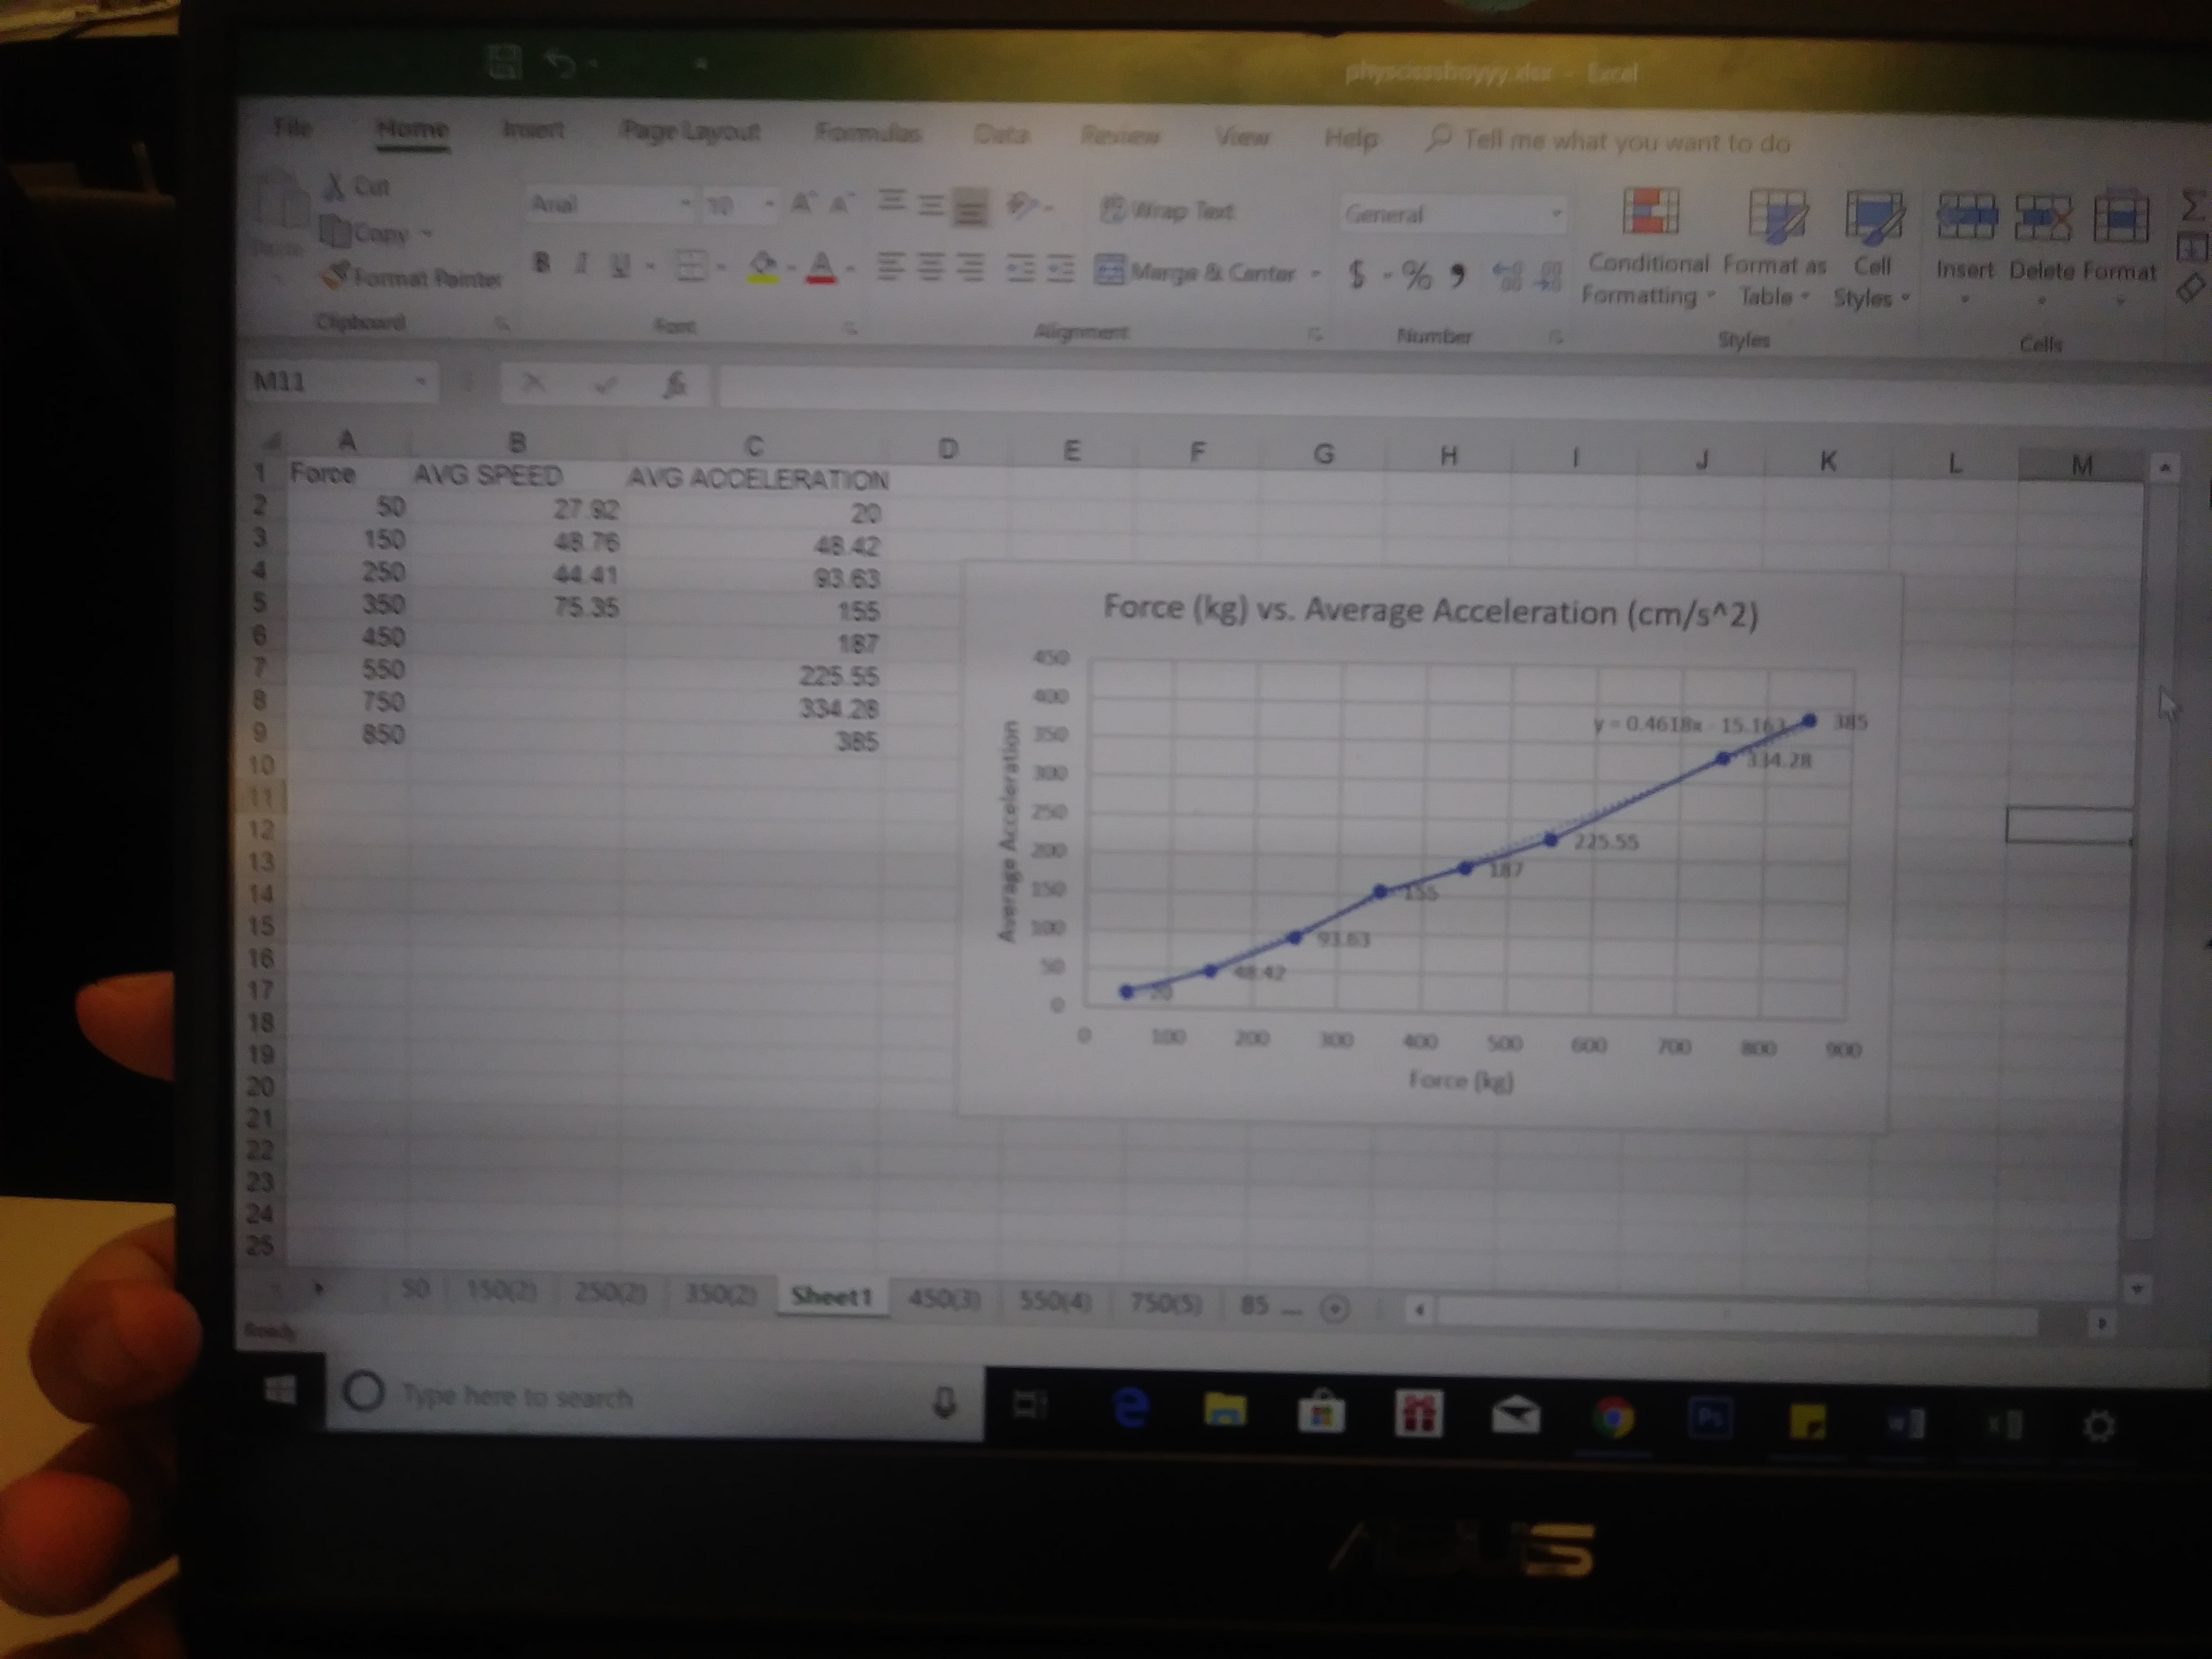 Excel
File Home Insert Page Layout Formulas Data Review View Help Tell me what you want to do
Cut
Copy
Format Painter
Clipboard
Arial 10
B I U
Font
Wrap Text
Merge & Center
Alignment
General
$ % ,
Number
Conditional Formatting
Format as Table
Cell Styles
Styles
Insert Delete Format
Cells
M11
A B C D E F G H I J K L M
1 Force AVG SPEED AVG ACCELERATION
2 50 27.92 20
3 150 48.76 48.42
4 250 44.41 93.63
5 350 75.35 155
6 450 187
7 550 225.55
8 750 334.28
9 850 385
10
11
12
13
14
15
16
17
18
19
20
21
22
23
24
25
Force (kg) vs. Average Acceleration (cm/s^2)
450
400
350
300
250
200
150
100
50
0
Average Acceleration
y = 0.4618x - 15.163
385
334.28
225.55
187
155
93.63
48.42
20
0 100 200 300 400 500 600 700 800 900
Force (kg)
50 150(2) 250(2) 350(2) Sheet1 450(3) 550(4) 750(5) 85 ...
Ready
Type here to search
Ps
ASUS